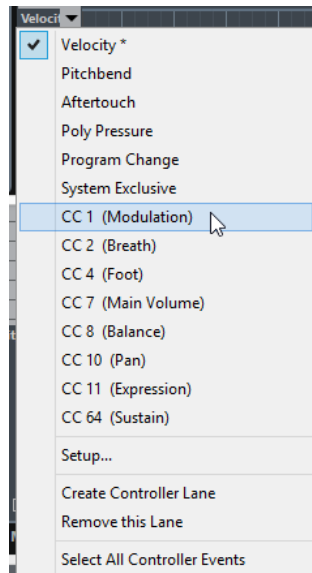 Velocit
Velocity *
Pitchbend
Aftertouch
Poly Pressure
Program Change
System Exclusive
CC 1 (Modulation)
CC 2 (Breath)
CC 4 (Foot)
CC 7 (Main Volume)
CC 8 (Balance)
CC 10 (Pan)
CC 11 (Expression)
CC 64 (Sustain)
Setup...
Create Controller Lane
Remove this Lane
Select All Controller Events